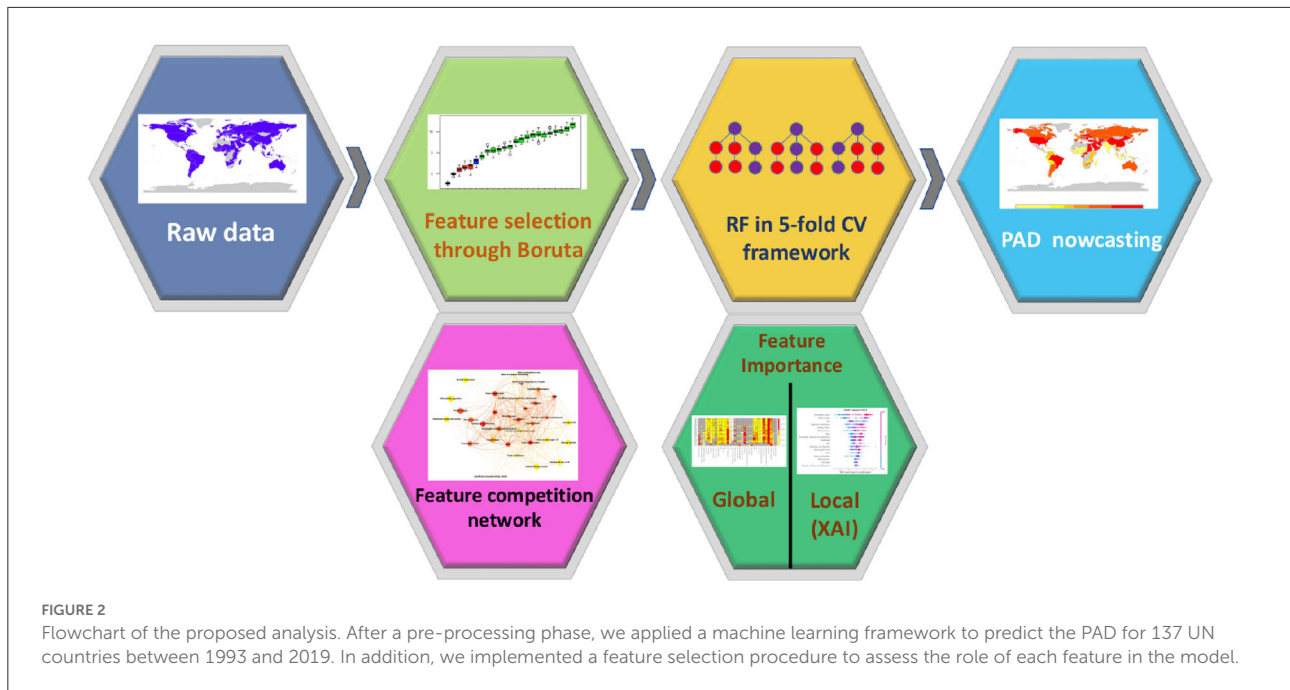 Raw data
Feature selection
through Boruta
RF in 5-fold CV
framework
PAD nowcasting
Feature competition
network
Feature
Importance
Global
Local
(XAI)
FIGURE 2
Flowchart of the proposed analysis. After a pre-processing phase, we applied a machine learning framework to predict the PAD for 137 UN
countries between 1993 and 2019. In addition, we implemented a feature selection procedure to assess the role of each feature in the model.